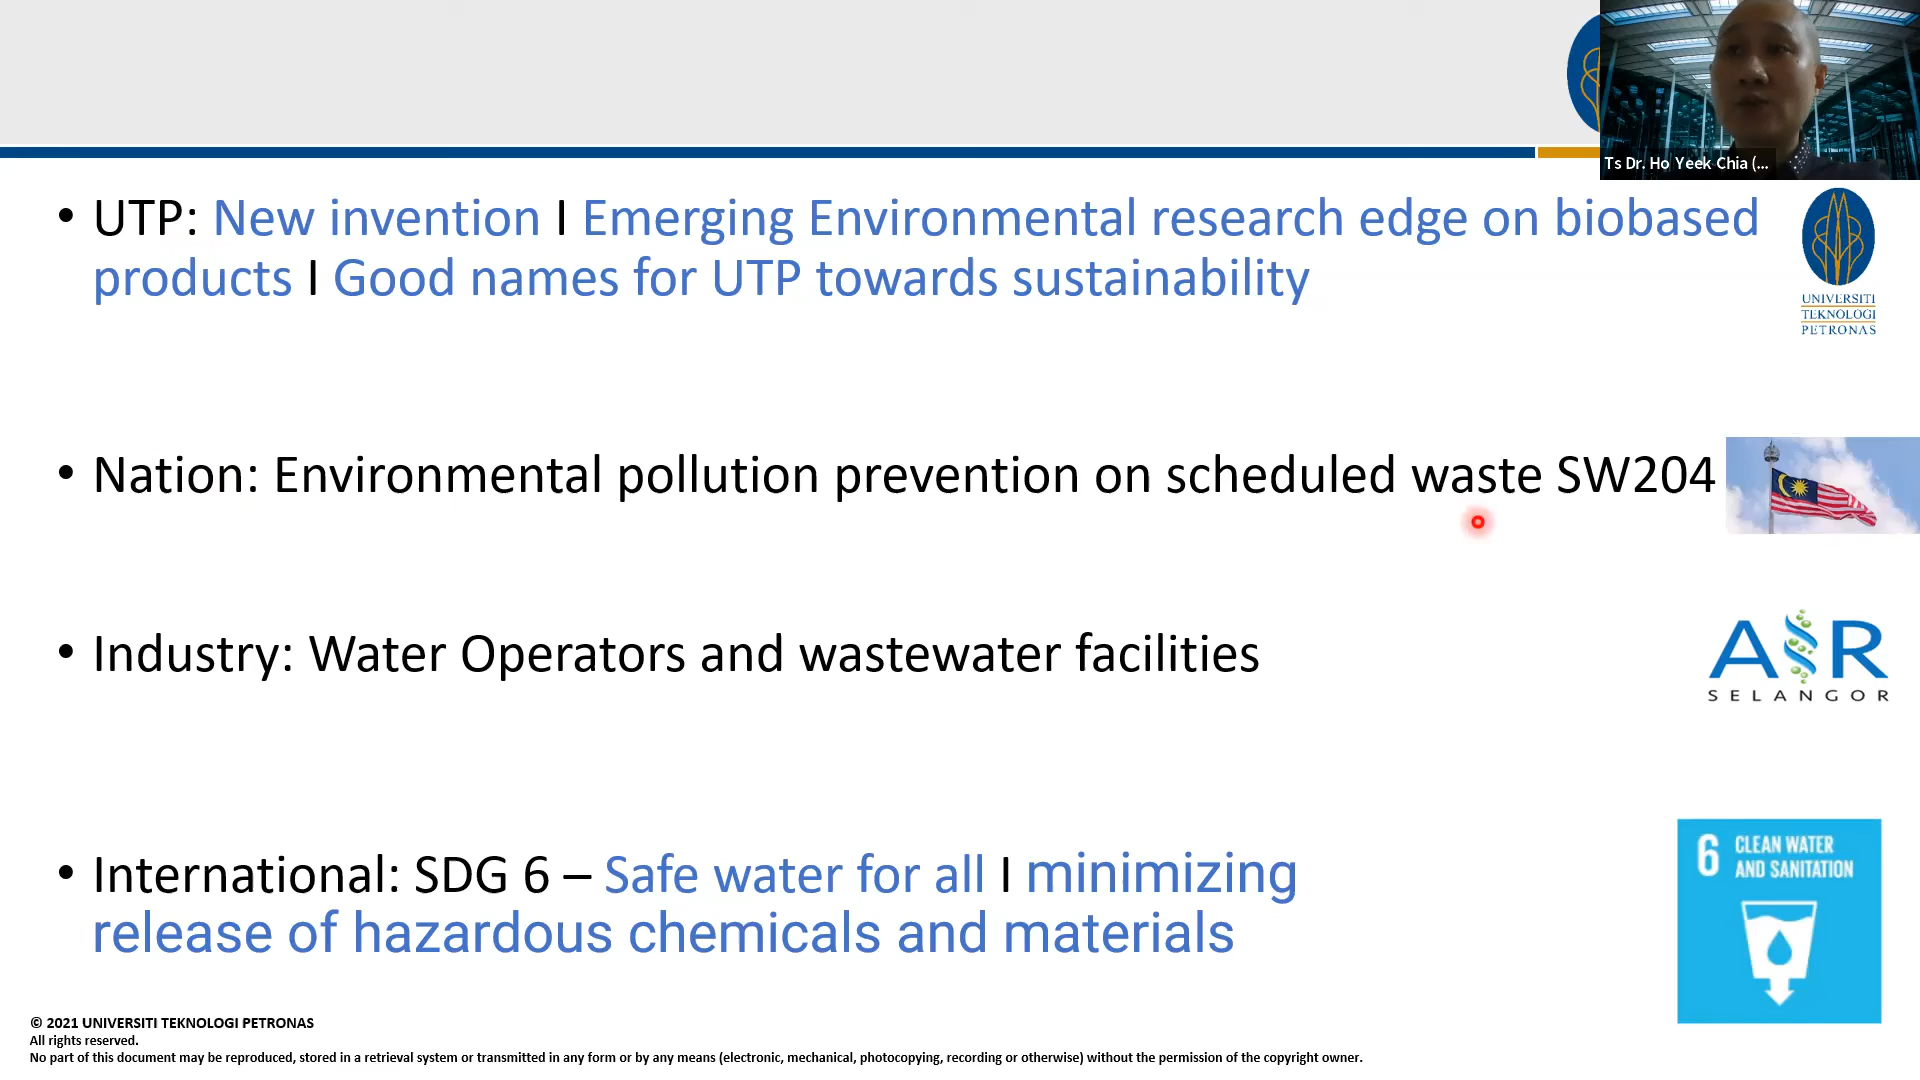 Ts Dr. Ho Yeek Chia (...
• UTP: New invention I Emerging Environmental research edge on biobased
products I Good names for UTP towards sustainability
UNIVERSITI
TEKNOLOGI
PETRONAS
• Nation: Environmental pollution prevention on scheduled waste SW204
• Industry: Water Operators and wastewater facilities
AIR
SELANGOR
• International: SDG 6 – Safe water for all I minimizing
release of hazardous chemicals and materials
6 CLEAN WATER
AND SANITATION
© 2021 UNIVERSITI TEKNOLOGI PETRONAS
All rights reserved.
No part of this document may be reproduced, stored in a retrieval system or transmitted in any form or by any means (electronic, mechanical, photocopying, recording or otherwise) without the permission of the copyright owner.